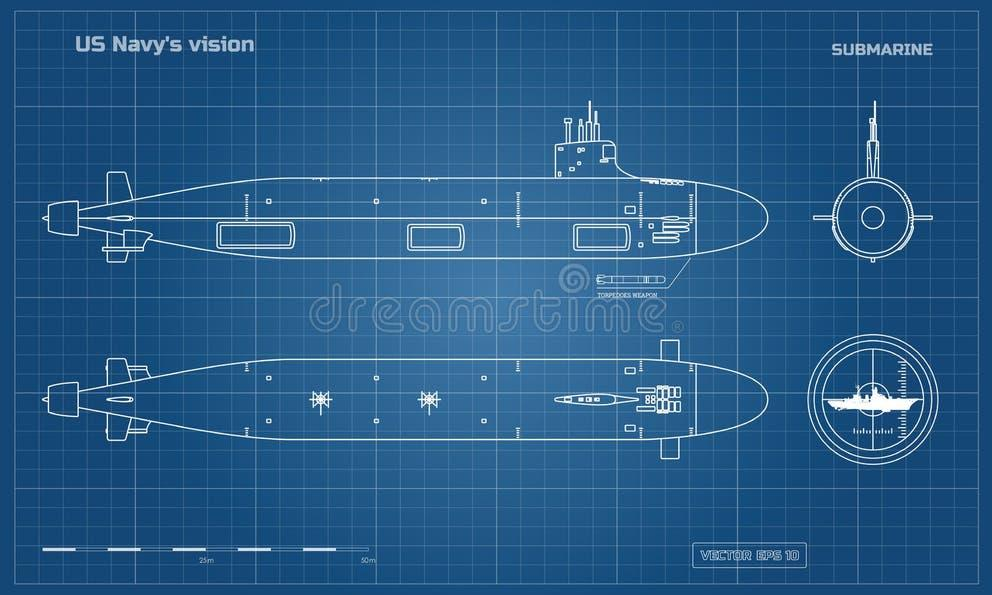 US Navy's vision
SUBMARINE
TORPEDOES WEAPON
dreamstime®
25m
50m
VECTOR EPS 10